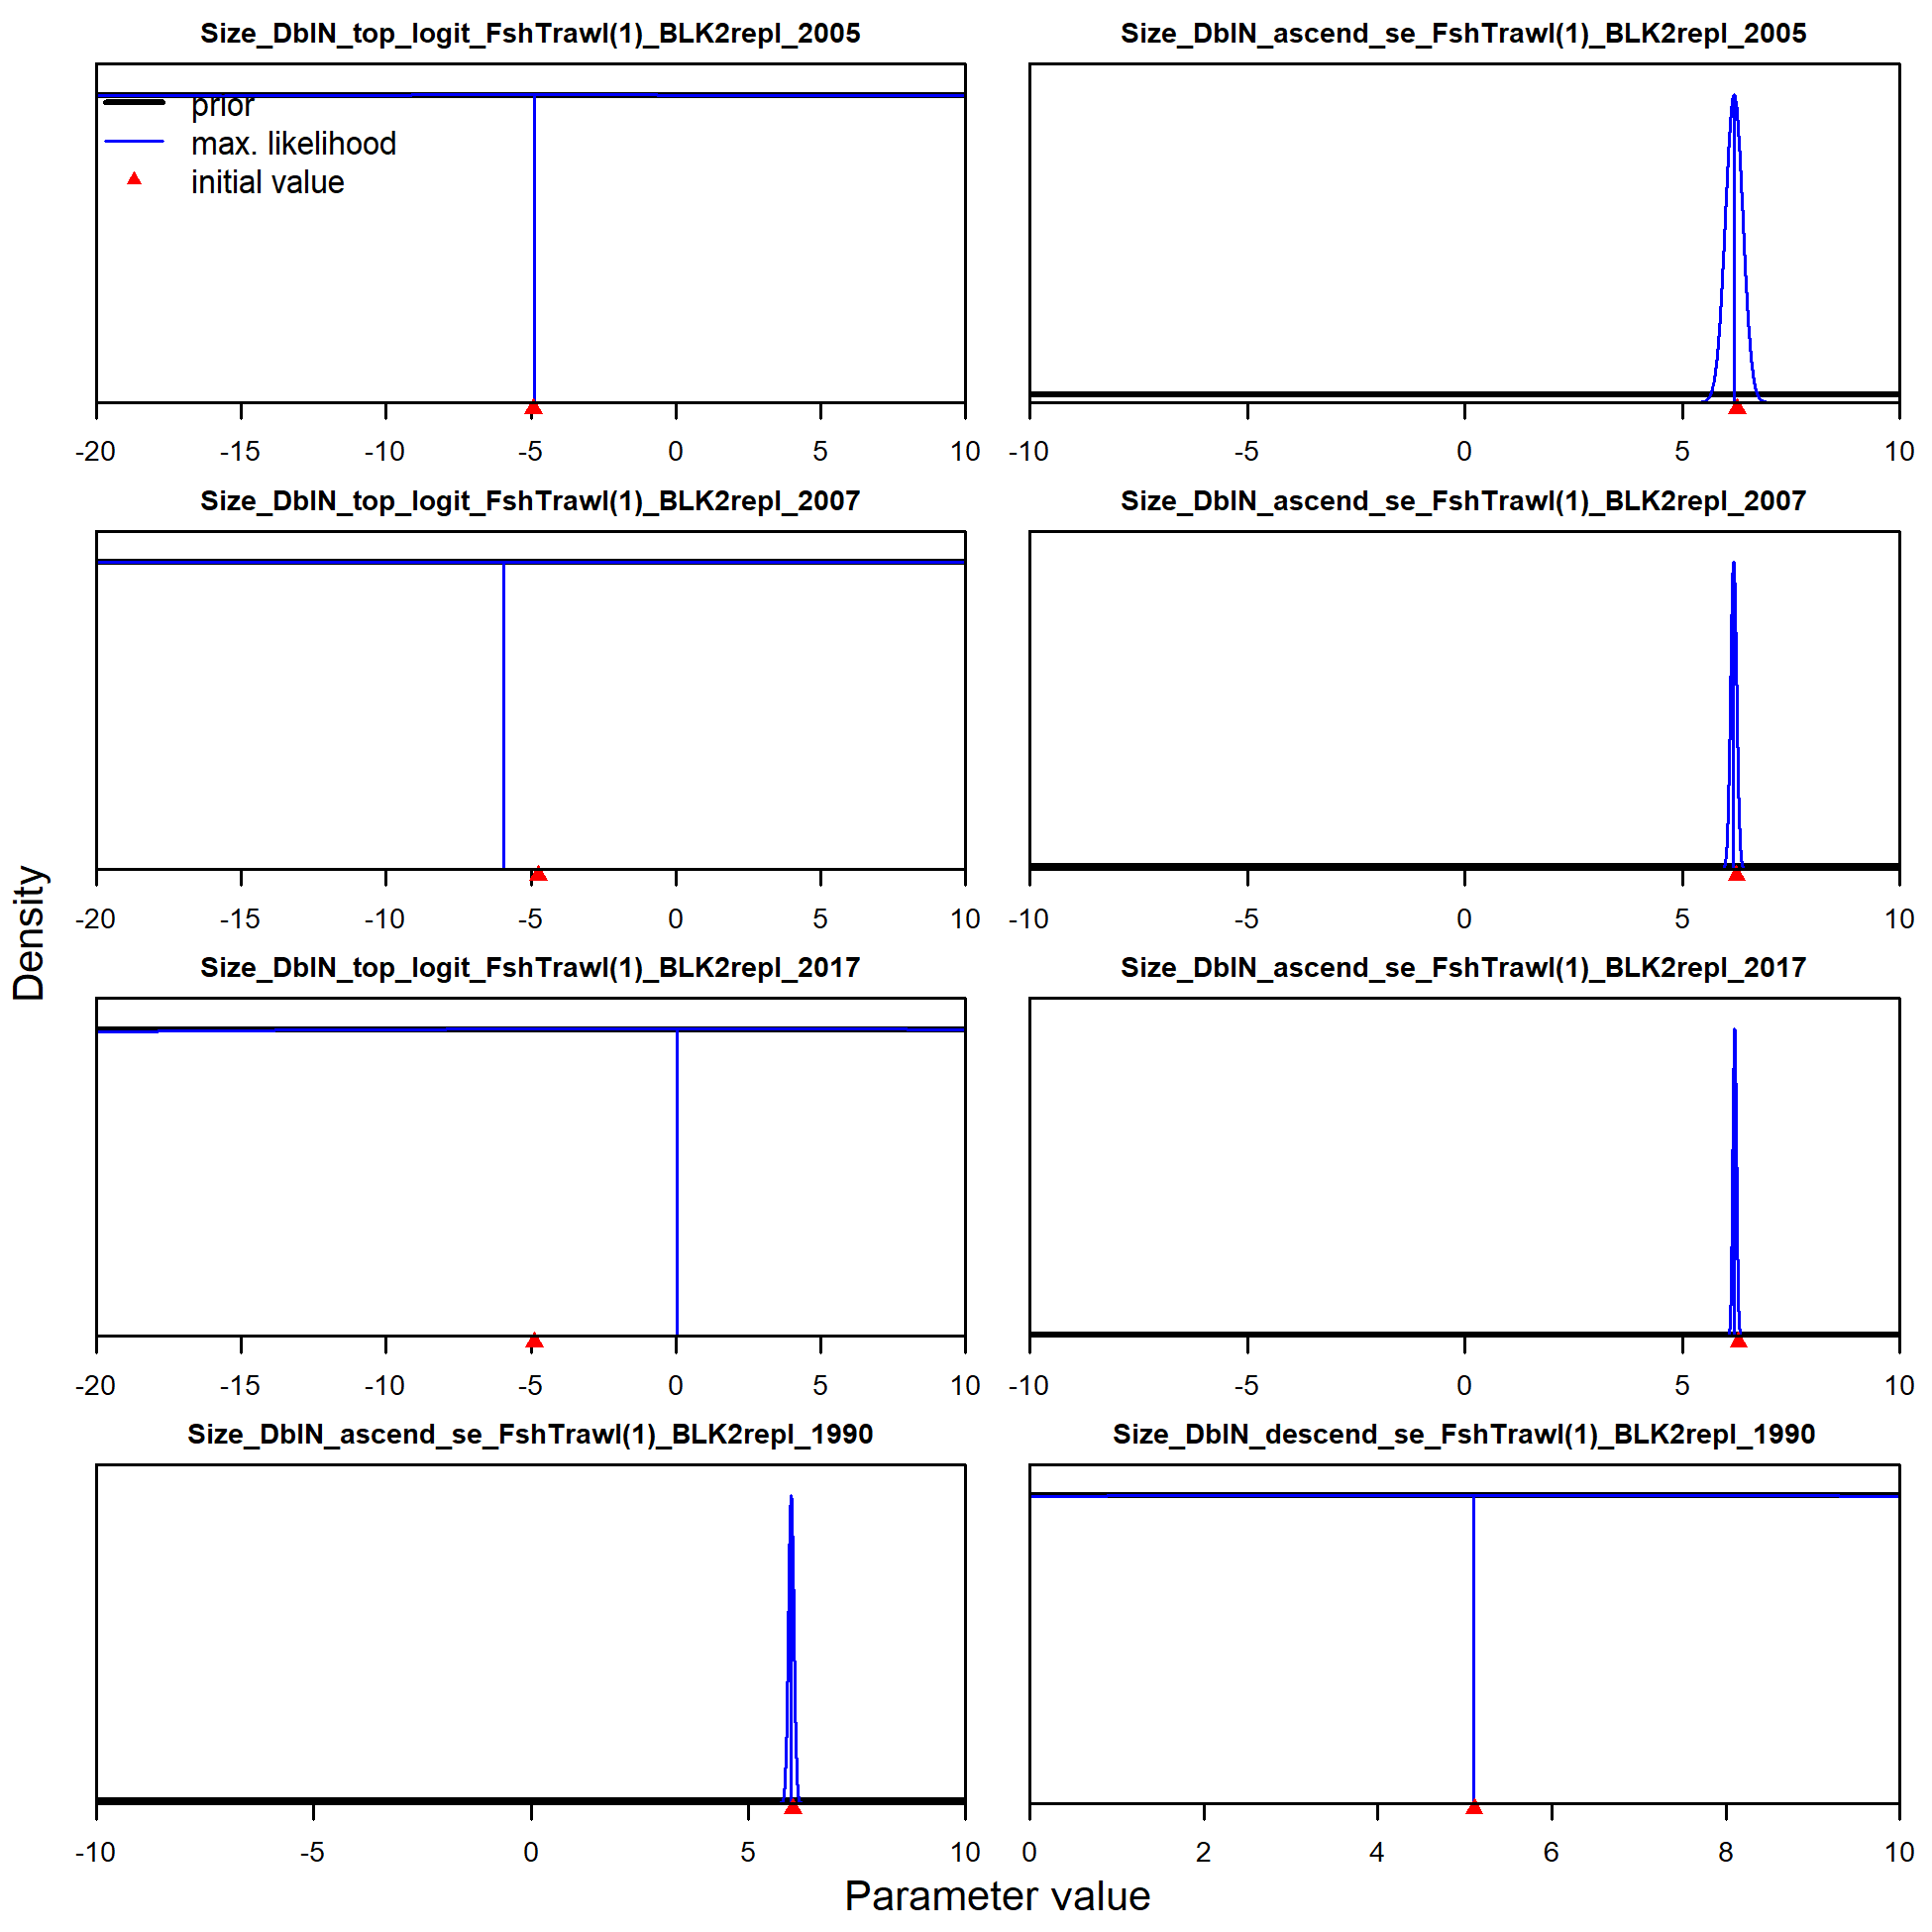 Size_DblN_top_logit_FshTrawl(1)_BLK2repl_2005
prior
max. likelihood
initial value
-20 -15 -10 -5 0 5 10
Size_DblN_ascend_se_FshTrawl(1)_BLK2repl_2005
-10 -5 0 5 10
Size_DblN_top_logit_FshTrawl(1)_BLK2repl_2007
-20 -15 -10 -5 0 5 10
Size_DblN_ascend_se_FshTrawl(1)_BLK2repl_2007
-10 -5 0 5 10
Size_DblN_top_logit_FshTrawl(1)_BLK2repl_2017
-20 -15 -10 -5 0 5 10
Size_DblN_ascend_se_FshTrawl(1)_BLK2repl_2017
-10 -5 0 5 10
Size_DblN_ascend_se_FshTrawl(1)_BLK2repl_1990
-10 -5 0 5 10
Size_DblN_descend_se_FshTrawl(1)_BLK2repl_1990
0 2 4 6 8 10
Density
Parameter value